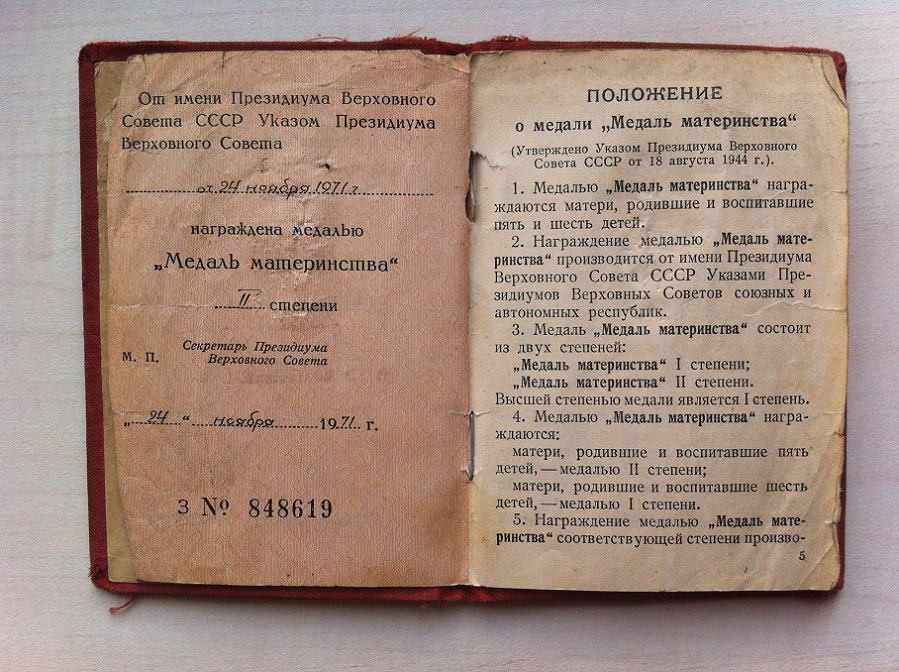 От имени Президиума Верховного
Совета СССР Указом Президиума
Верховного Совета
от 24 ноября 1971 г
награждена медалью
„Медаль материнства“
II степени
Секретарь Президиума
М. П. Верховного Совета
„24“ ноября 1971 г.
З № 848619
ПОЛОЖЕНИЕ
о медали „Медаль материнства“
(Утверждено Указом Президиума Верховного
Совета СССР от 18 августа 1944 г.).
1. Медалью „Медаль материнства“ награ-
ждаются матери, родившие и воспитавшие
пять и шесть детей.
2. Награждение медалью „Медаль мате-
ринства“ производится от имени Президиума
Верховного Совета СССР Указами Пре-
зидиумов Верховных Советов союзных и
автономных республик.
3. Медаль „Медаль материнства“ состоит
из двух степеней:
„Медаль материнства“ I степени;
„Медаль материнства“ II степени.
Высшей степенью медали является I степень.
4. Медалью „Медаль материнства“ награ-
ждаются:
матери, родившие и воспитавшие пять
детей, — медалью II степени;
матери, родившие и воспитавшие шесть
детей, — медалью I степени.
5. Награждение медалью „Медаль мате-
ринства“ соответствующей степени произво-
5